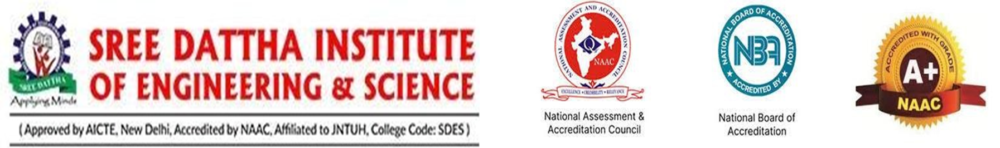 SREE DATTHA INSTITUTE
OF ENGINEERING & SCIENCE
SREE DATTHA
Applying Minds
( Approved by AICTE, New Delhi, Accredited by NAAC, Affiliated to JNTUH, College Code: SDES )
NATIONAL ASSESSMENT AND ACCREDITATION COUNCIL
Q
NAAC
EXCELLENCE • CREDIBILITY • RELEVANCE
National Assessment &
Accreditation Council
NATIONAL BOARD OF ACCREDITATION
NBA
ACCREDITED BY
National Board of
Accreditation
ACCREDITED WITH GRADE
A+
NAAC